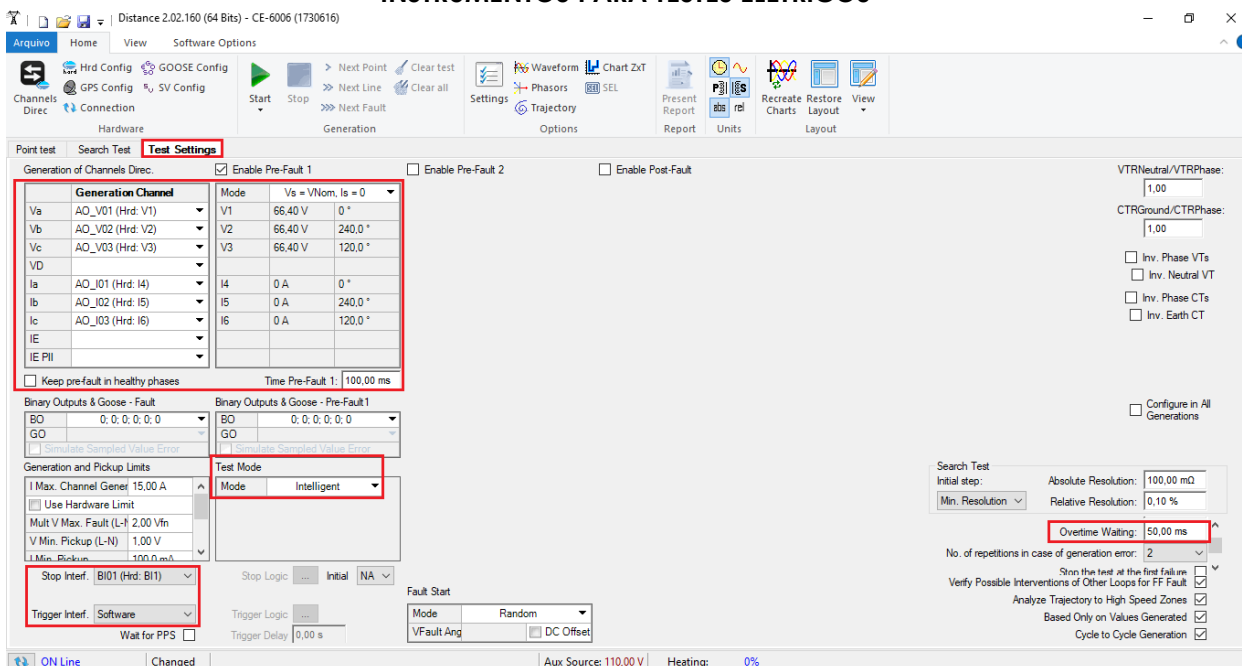 Distance 2.02.160 (64 Bits) - CE-6006 (1730616)
Arquivo Home View Software Options
Hrd Config GOOSE Config
GPS Config SV Config
Connection
Channels Direc
Hardware
Start Stop
Next Point Clear test
Next Line Clear all
Next Fault
Generation
Settings
Waveform Chart ZxT
Phasors SEL
Trajectory
Options
Present Report
Report
abs rel
Units
Recreate Charts Restore Layout View
Layout
Point test Search Test Test Settings
Generation of Channels Direc. Enable Pre-Fault 1 Enable Pre-Fault 2 Enable Post-Fault
Generation Channel Mode Vs = VNom, Is = 0
Va AO_V01 (Hrd: V1) V1 66,40 V 0 °
Vb AO_V02 (Hrd: V2) V2 66,40 V 240,0 °
Vc AO_V03 (Hrd: V3) V3 66,40 V 120,0 °
VD
Ia AO_I01 (Hrd: I4) I4 0 A 0 °
Ib AO_I02 (Hrd: I5) I5 0 A 240,0 °
Ic AO_I03 (Hrd: I6) I6 0 A 120,0 °
IE
IE PII
Keep pre-fault in healthy phases Time Pre-Fault 1: 100,00 ms
VTRNeutral/VTRPhase:
1,00
CTRGround/CTRPhase:
1,00
Inv. Phase VTs
Inv. Neutral VT
Inv. Phase CTs
Inv. Earth CT
Binary Outputs & Goose - Fault Binary Outputs & Goose - Pre-Fault1
BO 0; 0; 0; 0; 0; 0 BO 0; 0; 0; 0; 0; 0
GO GO
Simulate Sampled Value Error Simulate Sampled Value Error
Configure in All Generations
Generation and Pickup Limits Test Mode
I Max. Channel Gener 15,00 A Mode Intelligent
Use Hardware Limit
Mult V Max. Fault (L-N 2,00 Vfn
V Min. Pickup (L-N) 1,00 V
I Min. Pickup 100,0 mA
Search Test
Initial step: Absolute Resolution: 100,00 mΩ
Min. Resolution Relative Resolution: 0,10 %
Overtime Waiting: 50,00 ms
No. of repetitions in case of generation error: 2
Stop the test at the first failure
Verify Possible Interventions of Other Loops for FF Fault
Analyze Trajectory to High Speed Zones
Based Only on Values Generated
Cycle to Cycle Generation
Stop Interf. BI01 (Hrd: BI1) Stop Logic ... Initial NA
Trigger Interf. Software Trigger Logic ...
Wait for PPS Trigger Delay 0,00 s
Fault Start
Mode Random
VFault Ang DC Offset
ON Line Changed Aux Source: 110,00 V Heating: 0%